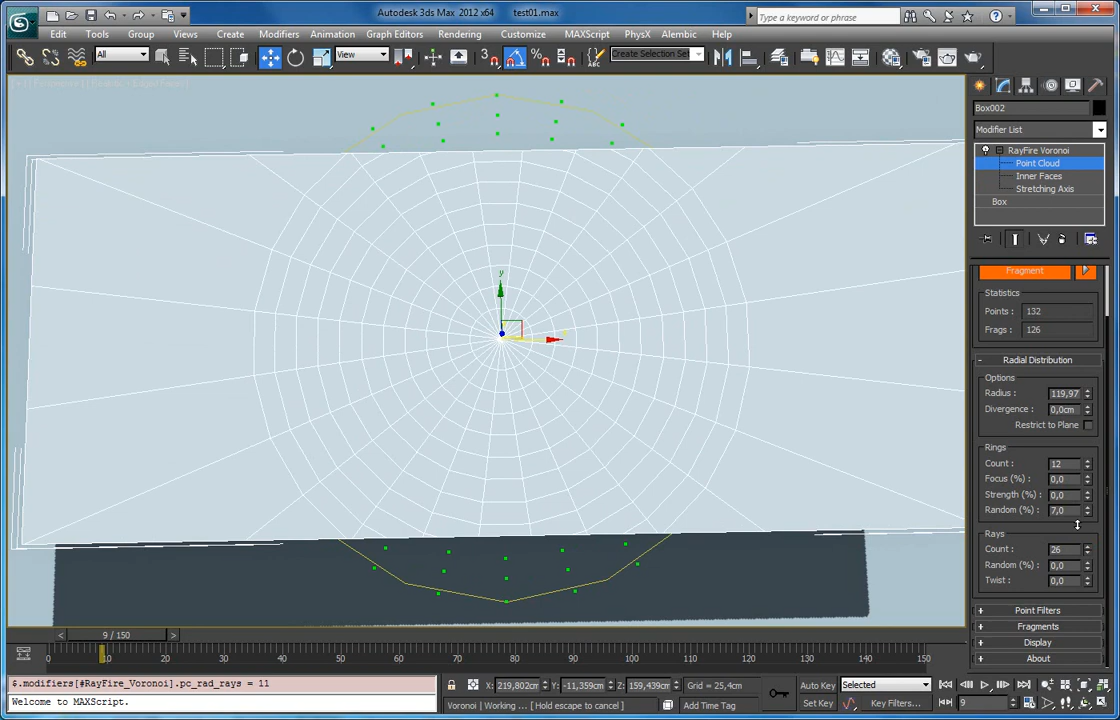 Autodesk 3ds Max 2012 x64 test01.max
Type a keyword or phrase
Edit Tools Group Views Create Modifiers Animation Graph Editors Rendering Customize MAXScript PhysX Alembic Help
All
View
3
Create Selection Set
Box002
Modifier List
RayFire Voronoi
Point Cloud
Inner Faces
Stretching Axis
Box
Fragment
Statistics
Points : 132
Frags : 126
- Radial Distribution
Options
Radius : 119,97
Divergence : 0,0cm
Restrict to Plane
Rings
Count : 12
Focus (%) : 0,0
Strength (%) : 0,0
Random (%) : 7,0
Rays
Count : 26
Random (%) : 0,0
Twist : 0,0
+ Point Filters
+ Fragments
+ Display
+ About
y
< 9 / 150 >
0 10 20 30 40 50 60 70 80 90 100 110 120 130 140 150
$.modifiers[#RayFire_Voronoi].pc_rad_rays = 11
Welcome to MAXScript.
X: 219,802cm Y: -11,359cm Z: 159,439cm Grid = 25,4cm
Voronoi | Working ... [ Hold escape to cancel ]
Add Time Tag
Auto Key Selected
Set Key Key Filters...
9